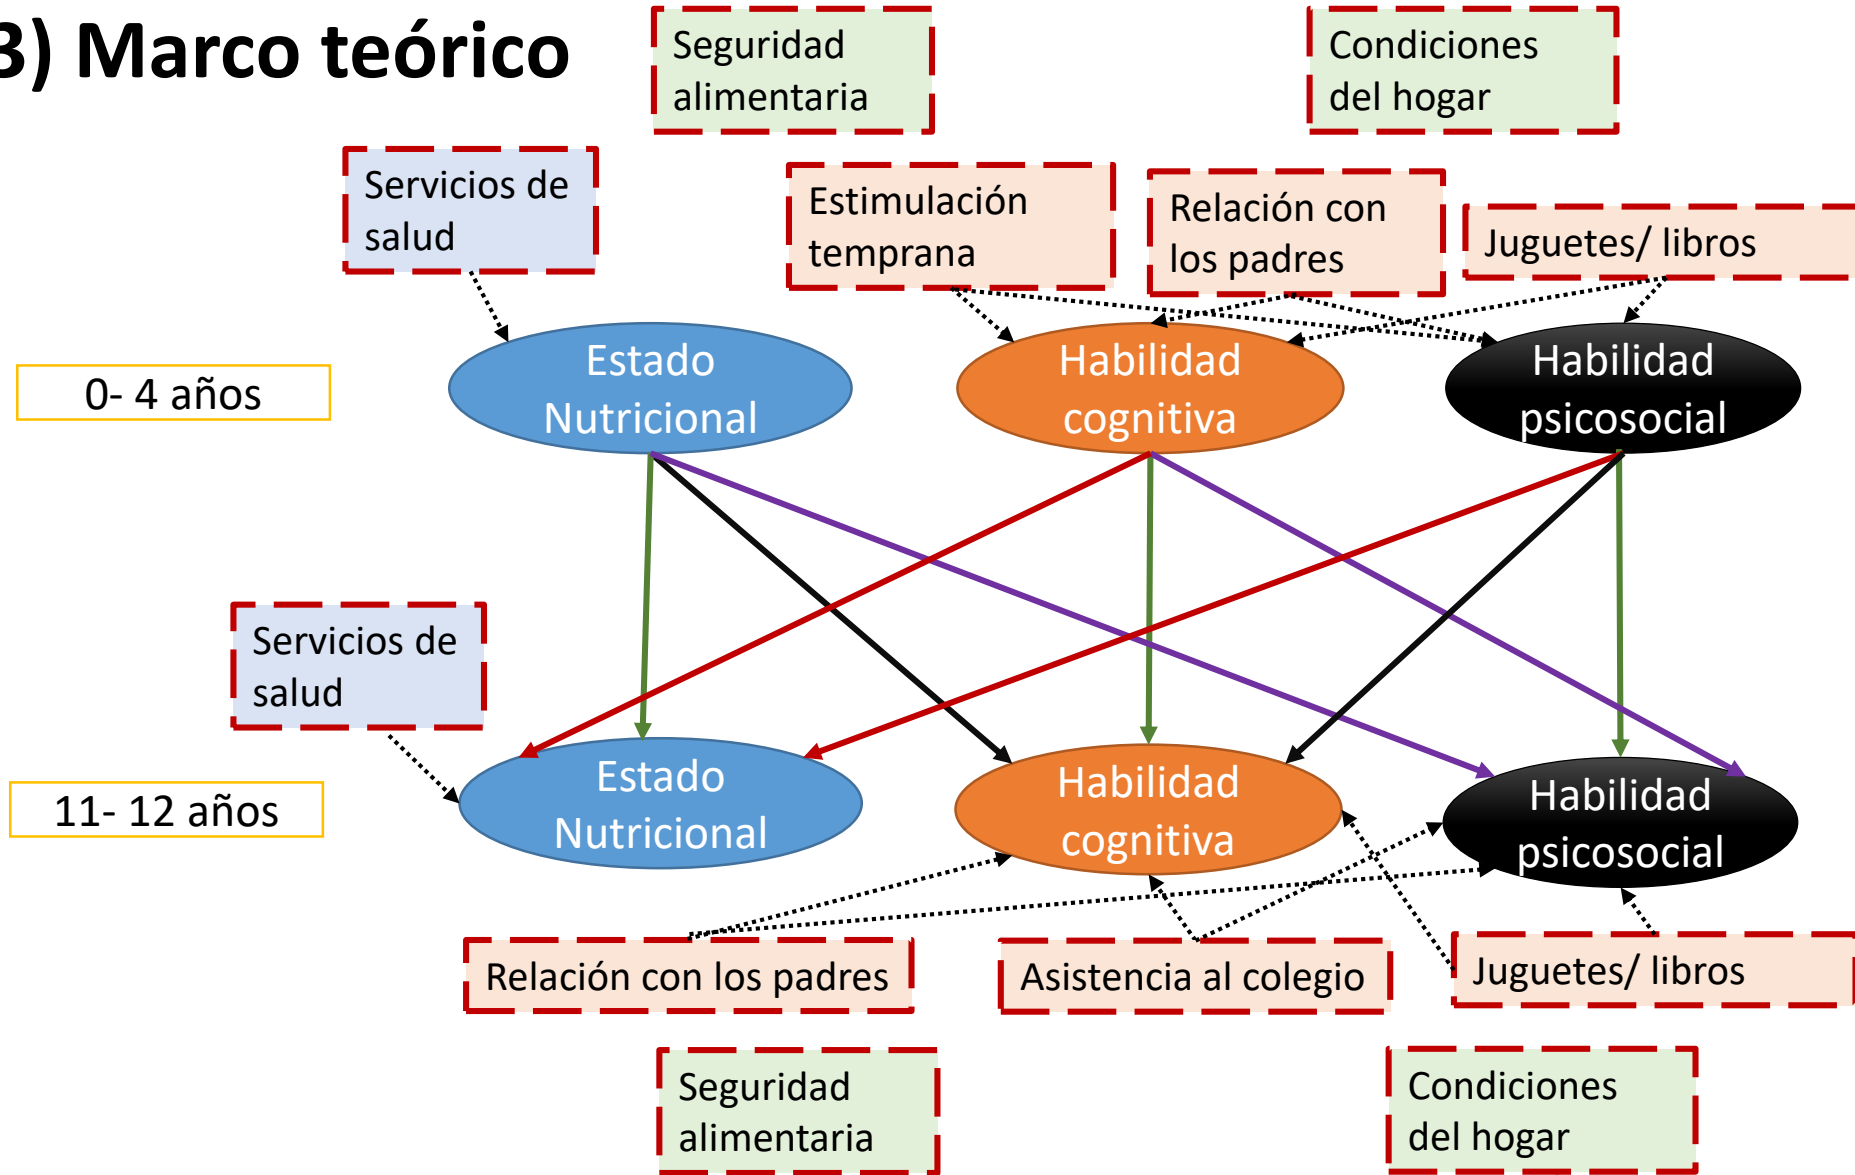 3) Marco teórico
Seguridad
alimentaria
Condiciones
del hogar
Servicios de
salud
Estimulación
temprana
Relación con
los padres
Juguetes/ libros
0- 4 años
Estado
Nutricional
Habilidad
cognitiva
Habilidad
psicosocial
Servicios de
salud
11- 12 años
Estado
Nutricional
Habilidad
cognitiva
Habilidad
psicosocial
Relación con los padres
Asistencia al colegio
Juguetes/ libros
Seguridad
alimentaria
Condiciones
del hogar